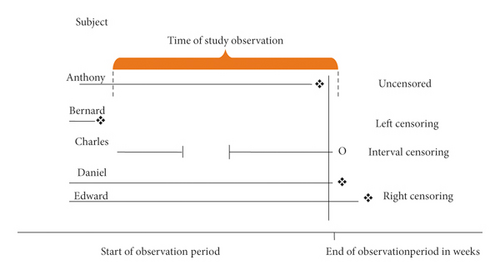 Subject
Time of study observation
Anthony
Uncensored
Bernard
Left censoring
Charles
O
Interval censoring
Daniel
Edward
Right censoring
Start of observation period
End of observationperiod in weeks